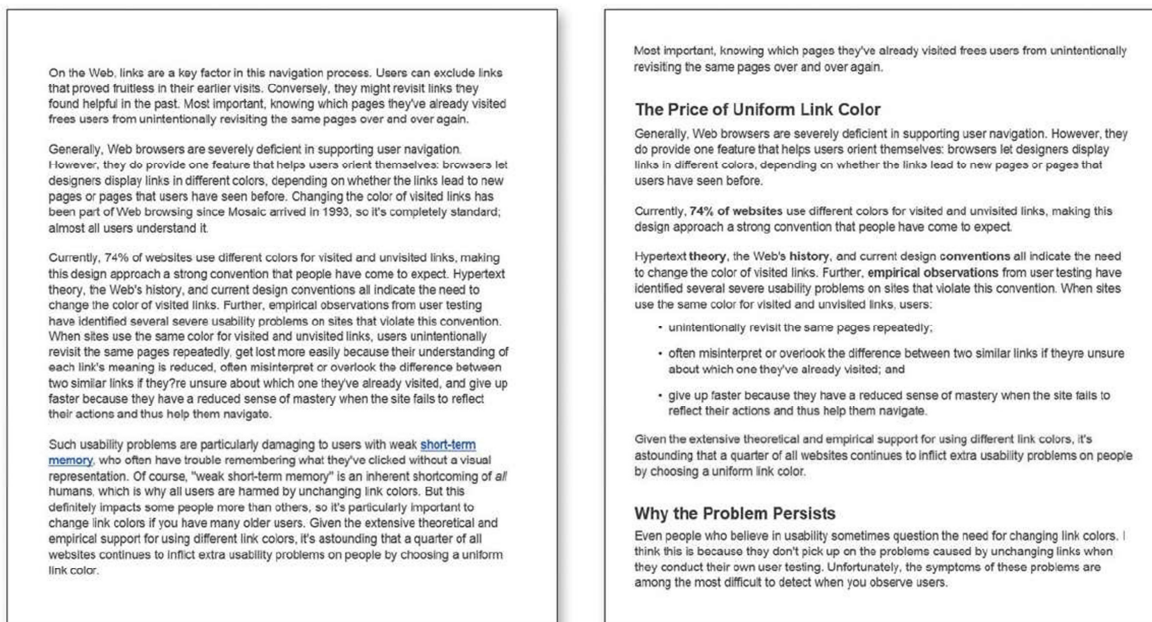 On the Web, links are a key factor in this navigation process. Users can exclude links
that proved fruitless in their earlier visits. Conversely, they might revisit links they
found helpful in the past. Most important, knowing which pages they've already visited
frees users from unintentionally revisiting the same pages over and over again.
Generally, Web browsers are severely deficient in supporting user navigation.
However, they do provide one feature that helps users orient themselves: browsers let
designers display links in different colors, depending on whether the links lead to new
pages or pages that users have seen before. Changing the color of visited links has
been part of Web browsing since Mosaic arrived in 1993, so it's completely standard;
almost all users understand it.
Currently, 74% of websites use different colors for visited and unvisited links, making
this design approach a strong convention that people have come to expect. Hypertext
theory, the Web's history, and current design conventions all indicate the need to
change the color of visited links. Further, empirical observations from user testing
have identified several severe usability problems on sites that violate this convention.
When sites use the same color for visited and unvisited links, users unintentionally
revisit the same pages repeatedly, get lost more easily because their understanding of
each link's meaning is reduced, often misinterpret or overlook the difference between
two similar links if they?re unsure about which one they've already visited, and give up
faster because they have a reduced sense of mastery when the site fails to reflect
their actions and thus help them navigate.
Such usability problems are particularly damaging to users with weak short-term
memory, who often have trouble remembering what they've clicked without a visual
representation. Of course, "weak short-term memory" is an inherent shortcoming of all
humans, which is why all users are harmed by unchanging link colors. But this
definitely impacts some people more than others, so it's particularly important to
change link colors if you have many older users. Given the extensive theoretical and
empirical support for using different link colors, it's astounding that a quarter of all
websites continues to inflict extra usability problems on people by choosing a uniform
link color.
Most important, knowing which pages they've already visited frees users from unintentionally
revisiting the same pages over and over again.
The Price of Uniform Link Color
Generally, Web browsers are severely deficient in supporting user navigation. However, they
do provide one feature that helps users orient themselves: browsers let designers display
links in different colors, depending on whether the links lead to new pages or pages that
users have seen before.
Currently, 74% of websites use different colors for visited and unvisited links, making this
design approach a strong convention that people have come to expect.
Hypertext theory, the Web's history, and current design conventions all indicate the need
to change the color of visited links. Further, empirical observations from user testing have
identified several severe usability problems on sites that violate this convention. When sites
use the same color for visited and unvisited links, users:
• unintentionally revisit the same pages repeatedly;
• often misinterpret or overlook the difference between two similar links if theyre unsure
about which one they've already visited; and
• give up faster because they have a reduced sense of mastery when the site fails to
reflect their actions and thus help them navigate.
Given the extensive theoretical and empirical support for using different link colors, it's
astounding that a quarter of all websites continues to inflict extra usability problems on people
by choosing a uniform link color.
Why the Problem Persists
Even people who believe in usability sometimes question the need for changing link colors. I
think this is because they don't pick up on the problems caused by unchanging links when
they conduct their own user testing. Unfortunately, the symptoms of these problems are
among the most difficult to detect when you observe users.